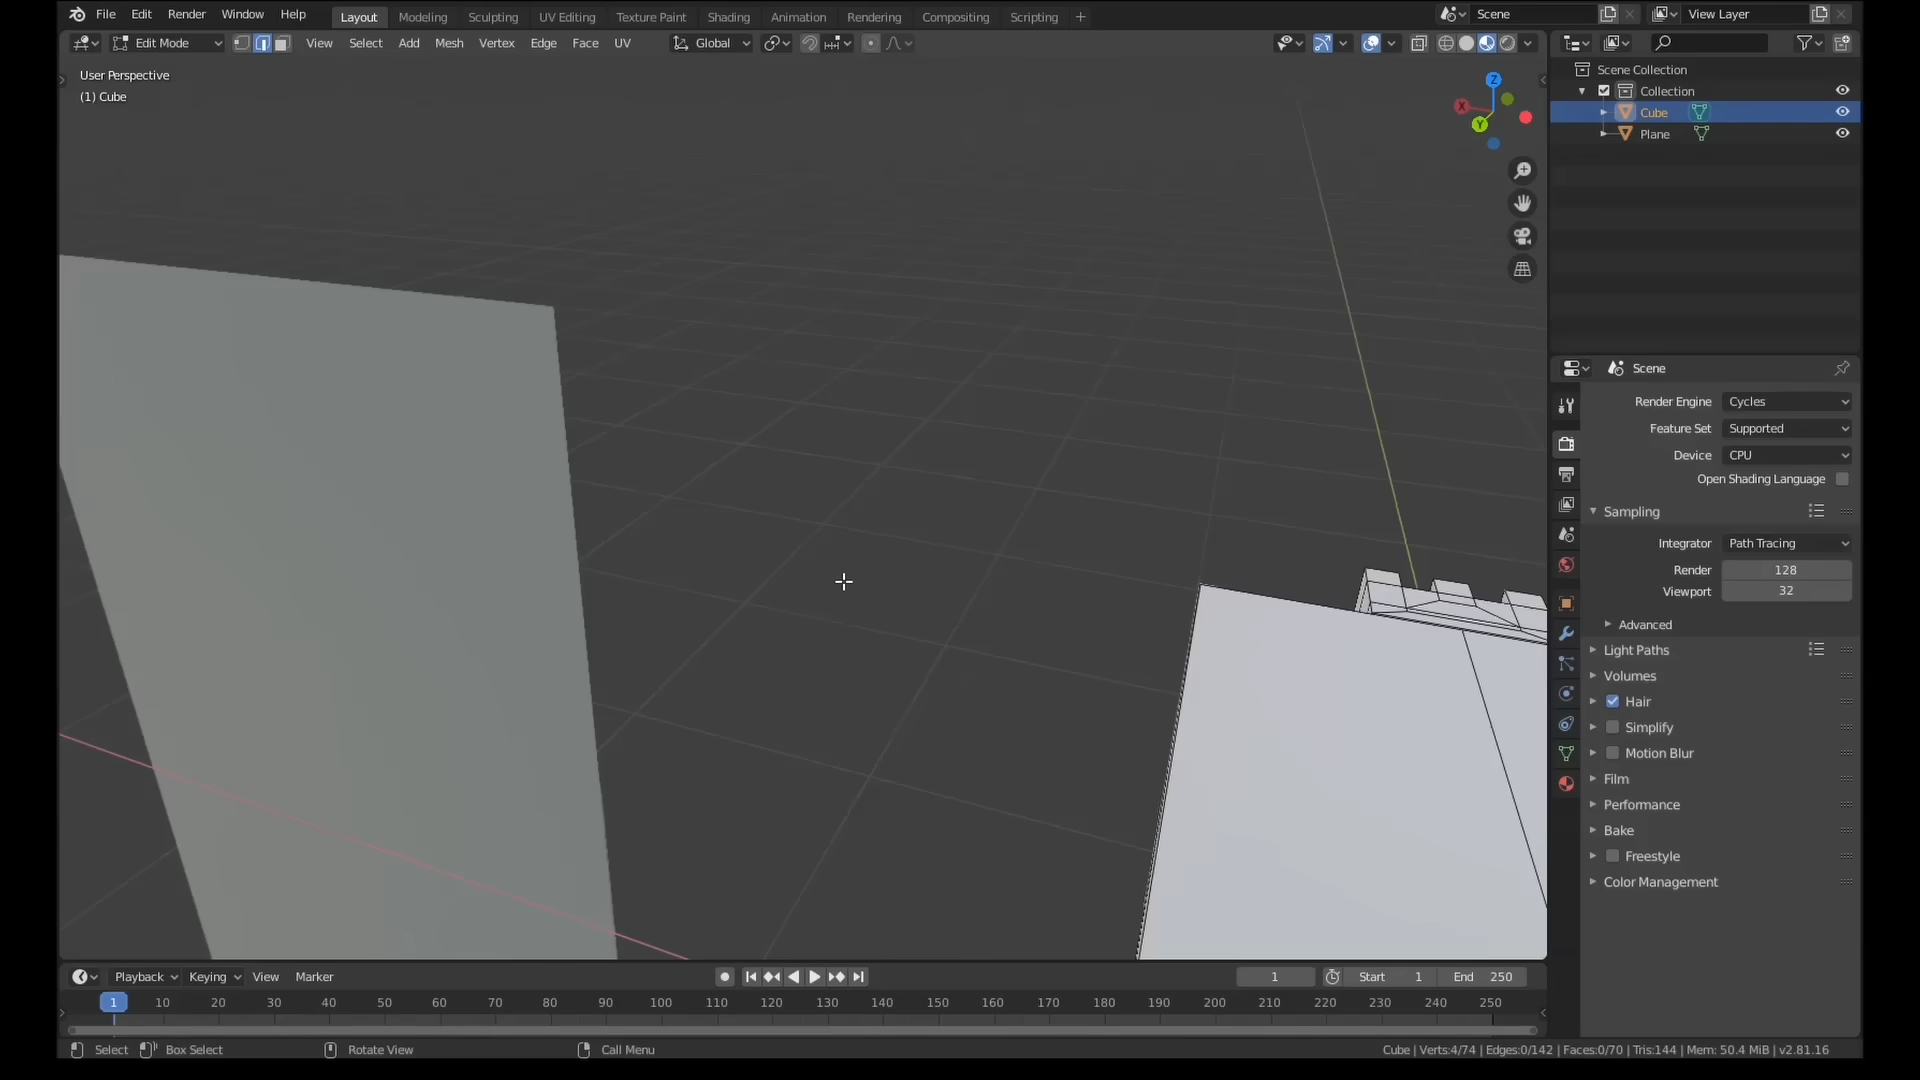 File Edit Render Window Help Layout Modeling Sculpting UV Editing Texture Paint Shading Animation Rendering Compositing Scripting + Scene View Layer
Edit Mode View Select Add Mesh Vertex Edge Face UV Global
User Perspective
(1) Cube
Z
X
Y
Scene Collection
Collection
Cube
Plane
Scene
Render Engine Cycles
Feature Set Supported
Device CPU
Open Shading Language
Sampling
Integrator Path Tracing
Render 128
Viewport 32
Advanced
Light Paths
Volumes
Hair
Simplify
Motion Blur
Film
Performance
Bake
Freestyle
Color Management
Playback Keying View Marker 1 Start 1 End 250
1 10 20 30 40 50 60 70 80 90 100 110 120 130 140 150 160 170 180 190 200 210 220 230 240 250
Select Box Select Rotate View Call Menu Cube | Verts:4/74 | Edges:0/142 | Faces:0/70 | Tris:144 | Mem: 50.4 MiB | v2.81.16